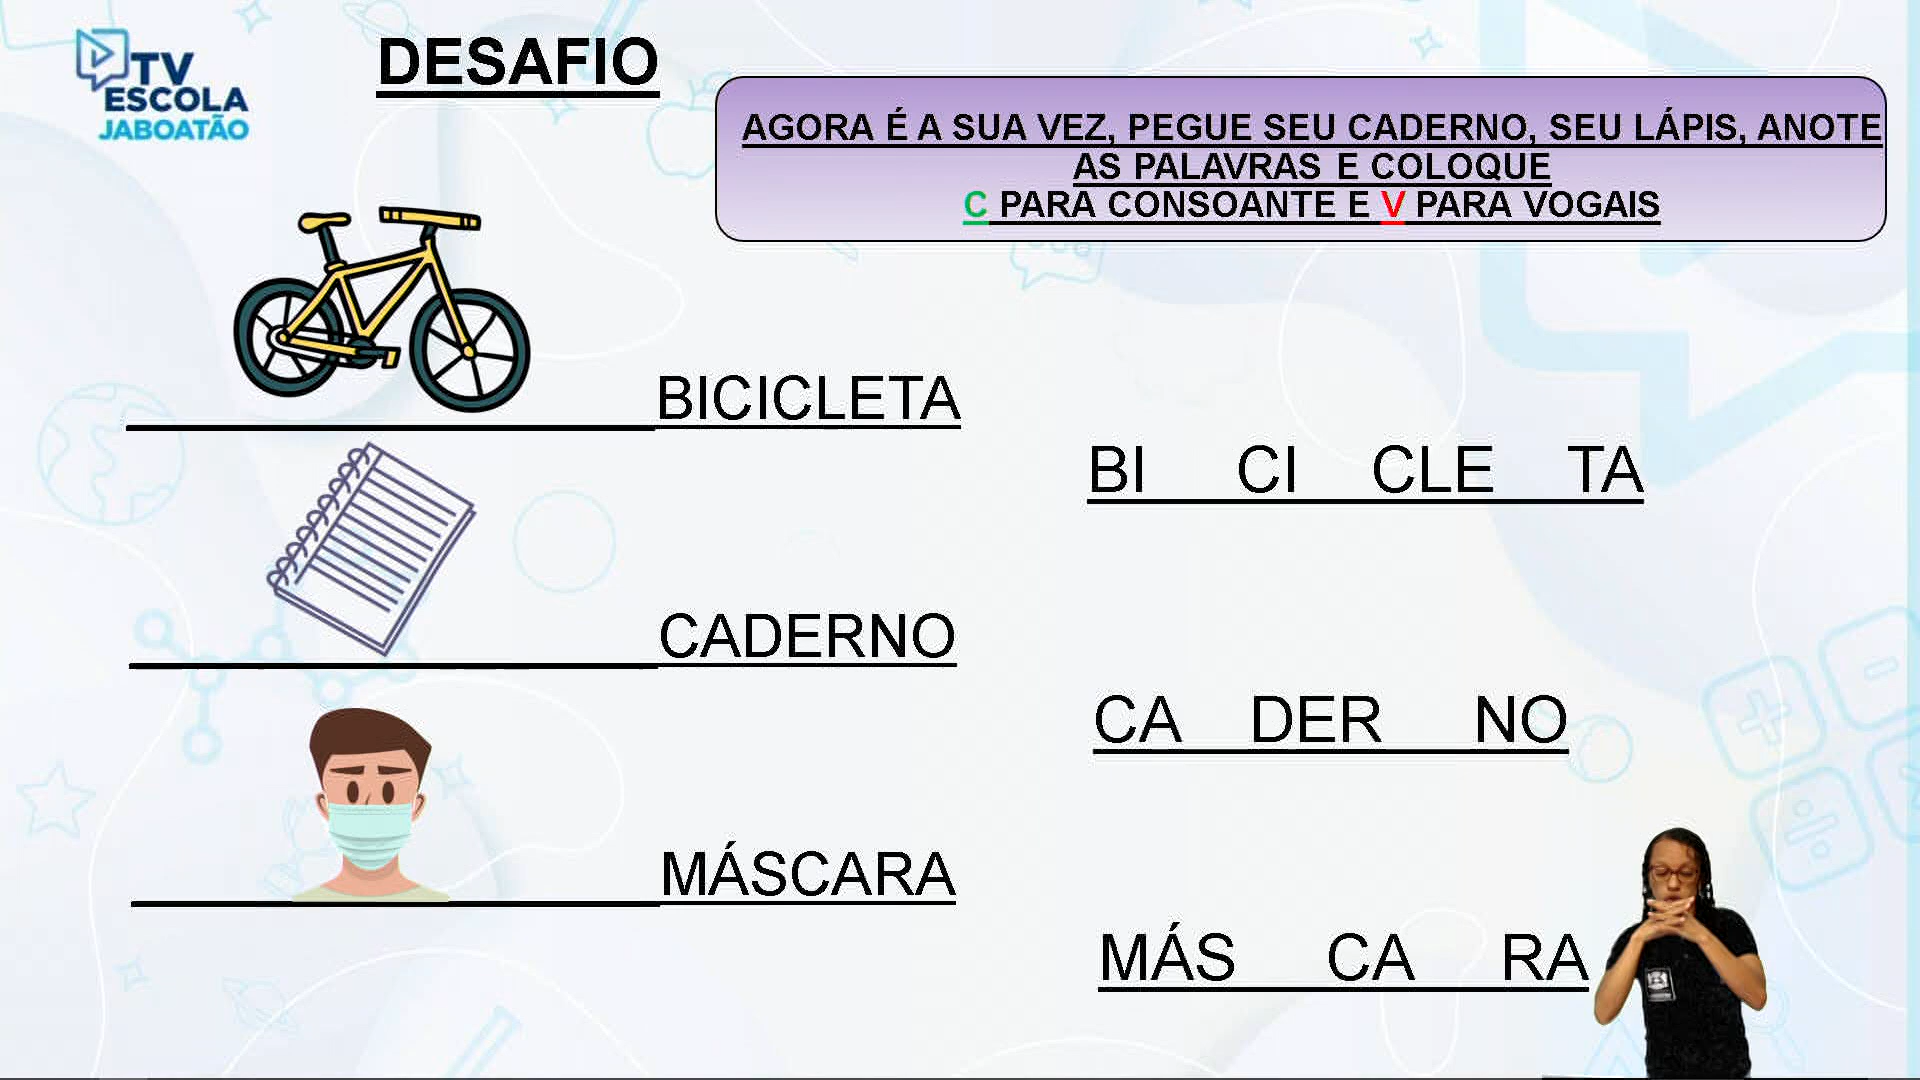 TV
ESCOLA
JABOATÃO
DESAFIO
AGORA É A SUA VEZ, PEGUE SEU CADERNO, SEU LÁPIS, ANOTE
AS PALAVRAS E COLOQUE
C PARA CONSOANTE E V PARA VOGAIS
BICICLETA
BI CI CLE TA
CADERNO
CA DER NO
MÁSCARA
MÁS CA RA